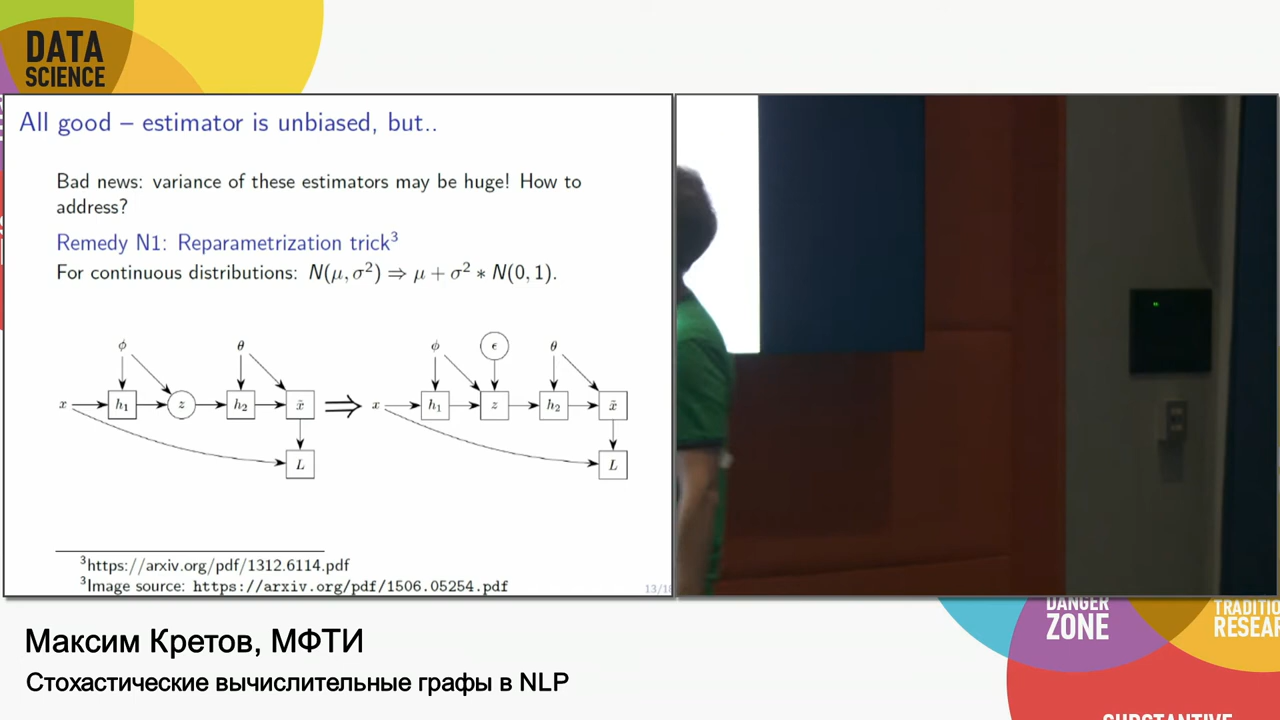 DATA
SCIENCE
All good – estimator is unbiased, but..
Bad news: variance of these estimators may be huge! How to
address?
Remedy N1: Reparametrization trick³
For continuous distributions: N(μ, σ²) ⇒ μ + σ² ∗ N(0, 1).
ϕ θ ϕ ϵ θ
x h₁ z h₂ x̃ ⇒ x h₁ z h₂ x̃
L L
³https://arxiv.org/pdf/1312.6114.pdf
³Image source: https://arxiv.org/pdf/1506.05254.pdf
13/18
DANGER
ZONE
TRADITIO
RESEAR
SUBSTANTIVE
Максим Кретов, МФТИ
Стохастические вычислительные графы в NLP